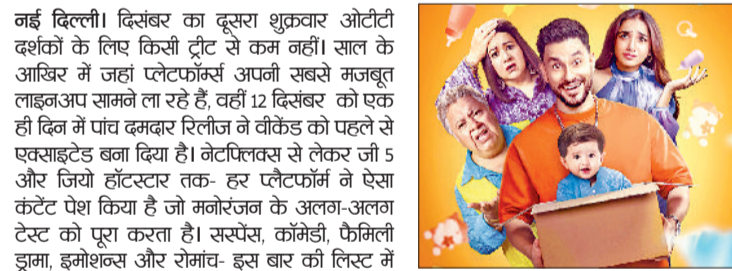 नई दिल्ली। दिसंबर का दूसरा शुक्रवार ओटीटी
दर्शकों के लिए किसी ट्रीट से कम नहीं। साल के
आखिर में जहां प्लेटफॉर्म्स अपनी सबसे मजबूत
लाइनअप सामने ला रहे हैं, वहीं 12 दिसंबर को एक
ही दिन में पांच दमदार रिलीज ने वीकेंड को पहले से
एक्साइटेड बना दिया है। नेटफ्लिक्स से लेकर जी 5
और जियो हॉटस्टार तक- हर प्लैटफॉर्म ने ऐसा
कंटेंट पेश किया है जो मनोरंजन के अलग-अलग
टेस्ट को पूरा करता है। सस्पेंस, कॉमेडी, फैमिली
ड्रामा, इमोशन्स और रोमांच- इस बार की लिस्ट में